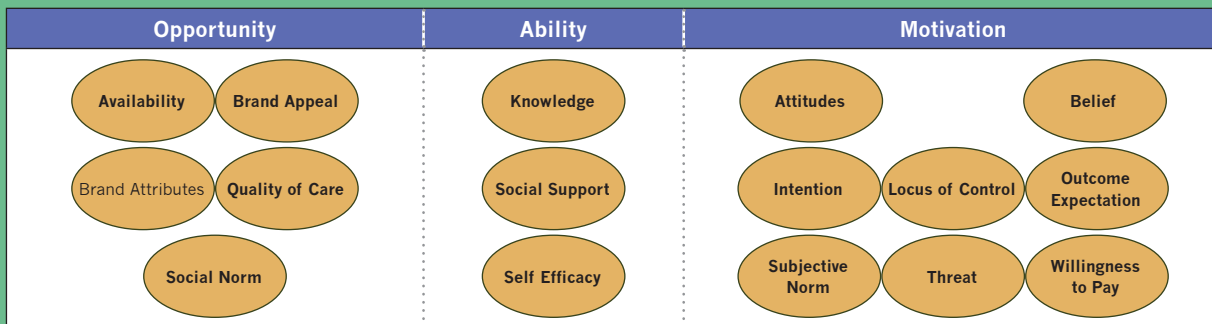 Opportunity
Ability
Motivation
Availability
Brand Appeal
Knowledge
Attitudes
Belief
Brand Attributes
Quality of Care
Social Support
Intention
Locus of Control
Outcome
Expectation
Social Norm
Self Efficacy
Subjective
Norm
Threat
Willingness
to Pay